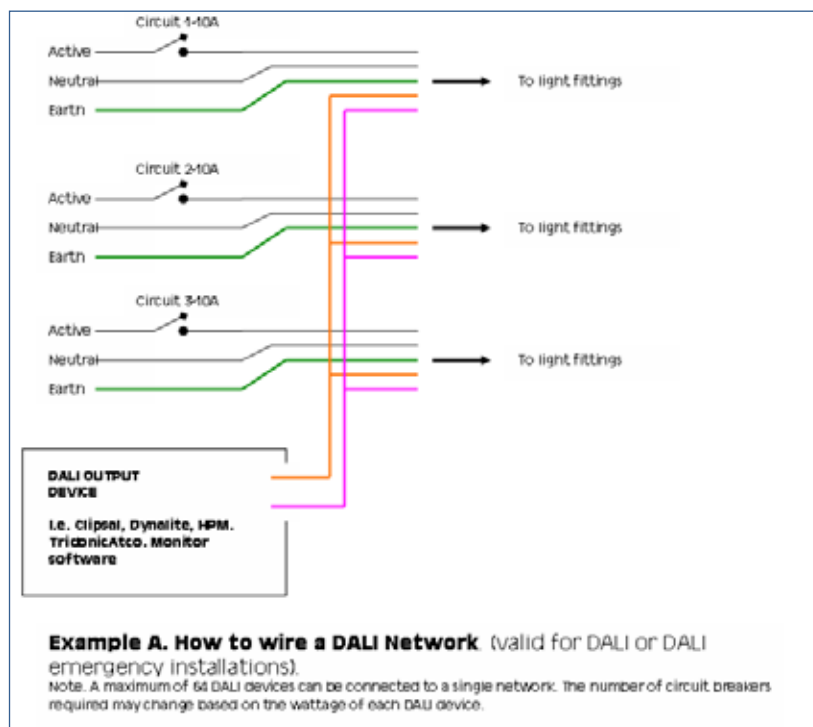 Circuit 1-10A
Active
Neutral
Earth
To light fittings
Circuit 2-10A
Active
Neutral
Earth
To light fittings
Circuit 3-10A
Active
Neutral
Earth
To light fittings
DALI OUTPUT
DEVICE
I.e. Clipsal, Dynalite, HPM.
TridonicAtco. Monitor
software
Example A. How to wire a DALI Network. (valid for DALI or DALI
emergency installations).
Note. A maximum of 64 DALI devices can be connected to a single network. The number of circuit breakers
required may change based on the wattage of each DALI device.